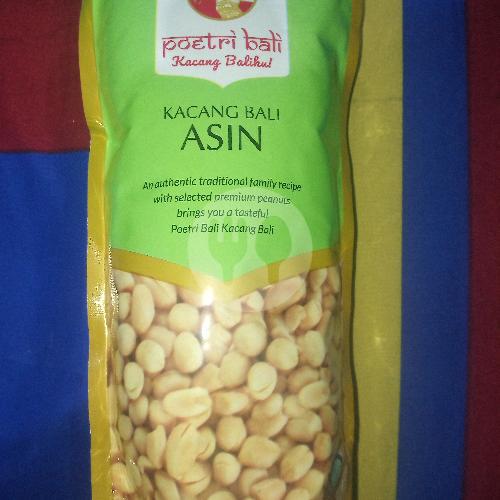 poetri bali
Kacang Baliku!
KACANG BALI
ASIN
An authentic traditional family recipe
with selected premium peanuts
brings you a tasteful
Poetri Bali Kacang Bali